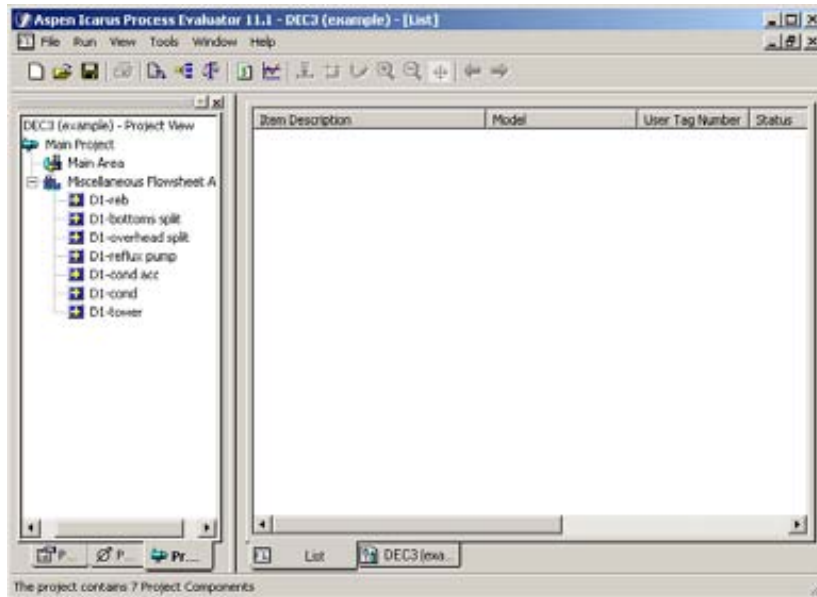 Aspen Icarus Process Evaluator 11.1 - DEC3 (example) - [List]
File Run View Tools Window Help
DEC3 (example) - Project View
Main Project
Main Area
Miscellaneous Flowsheet A
D1-reb
D1-bottoms split
D1-overhead split
D1-reflux pump
D1-cond acc
D1-cond
D1-tower
Item Description Model User Tag Number Status
P... P... Pr...
List DEC3 (exa...
The project contains 7 Project Components